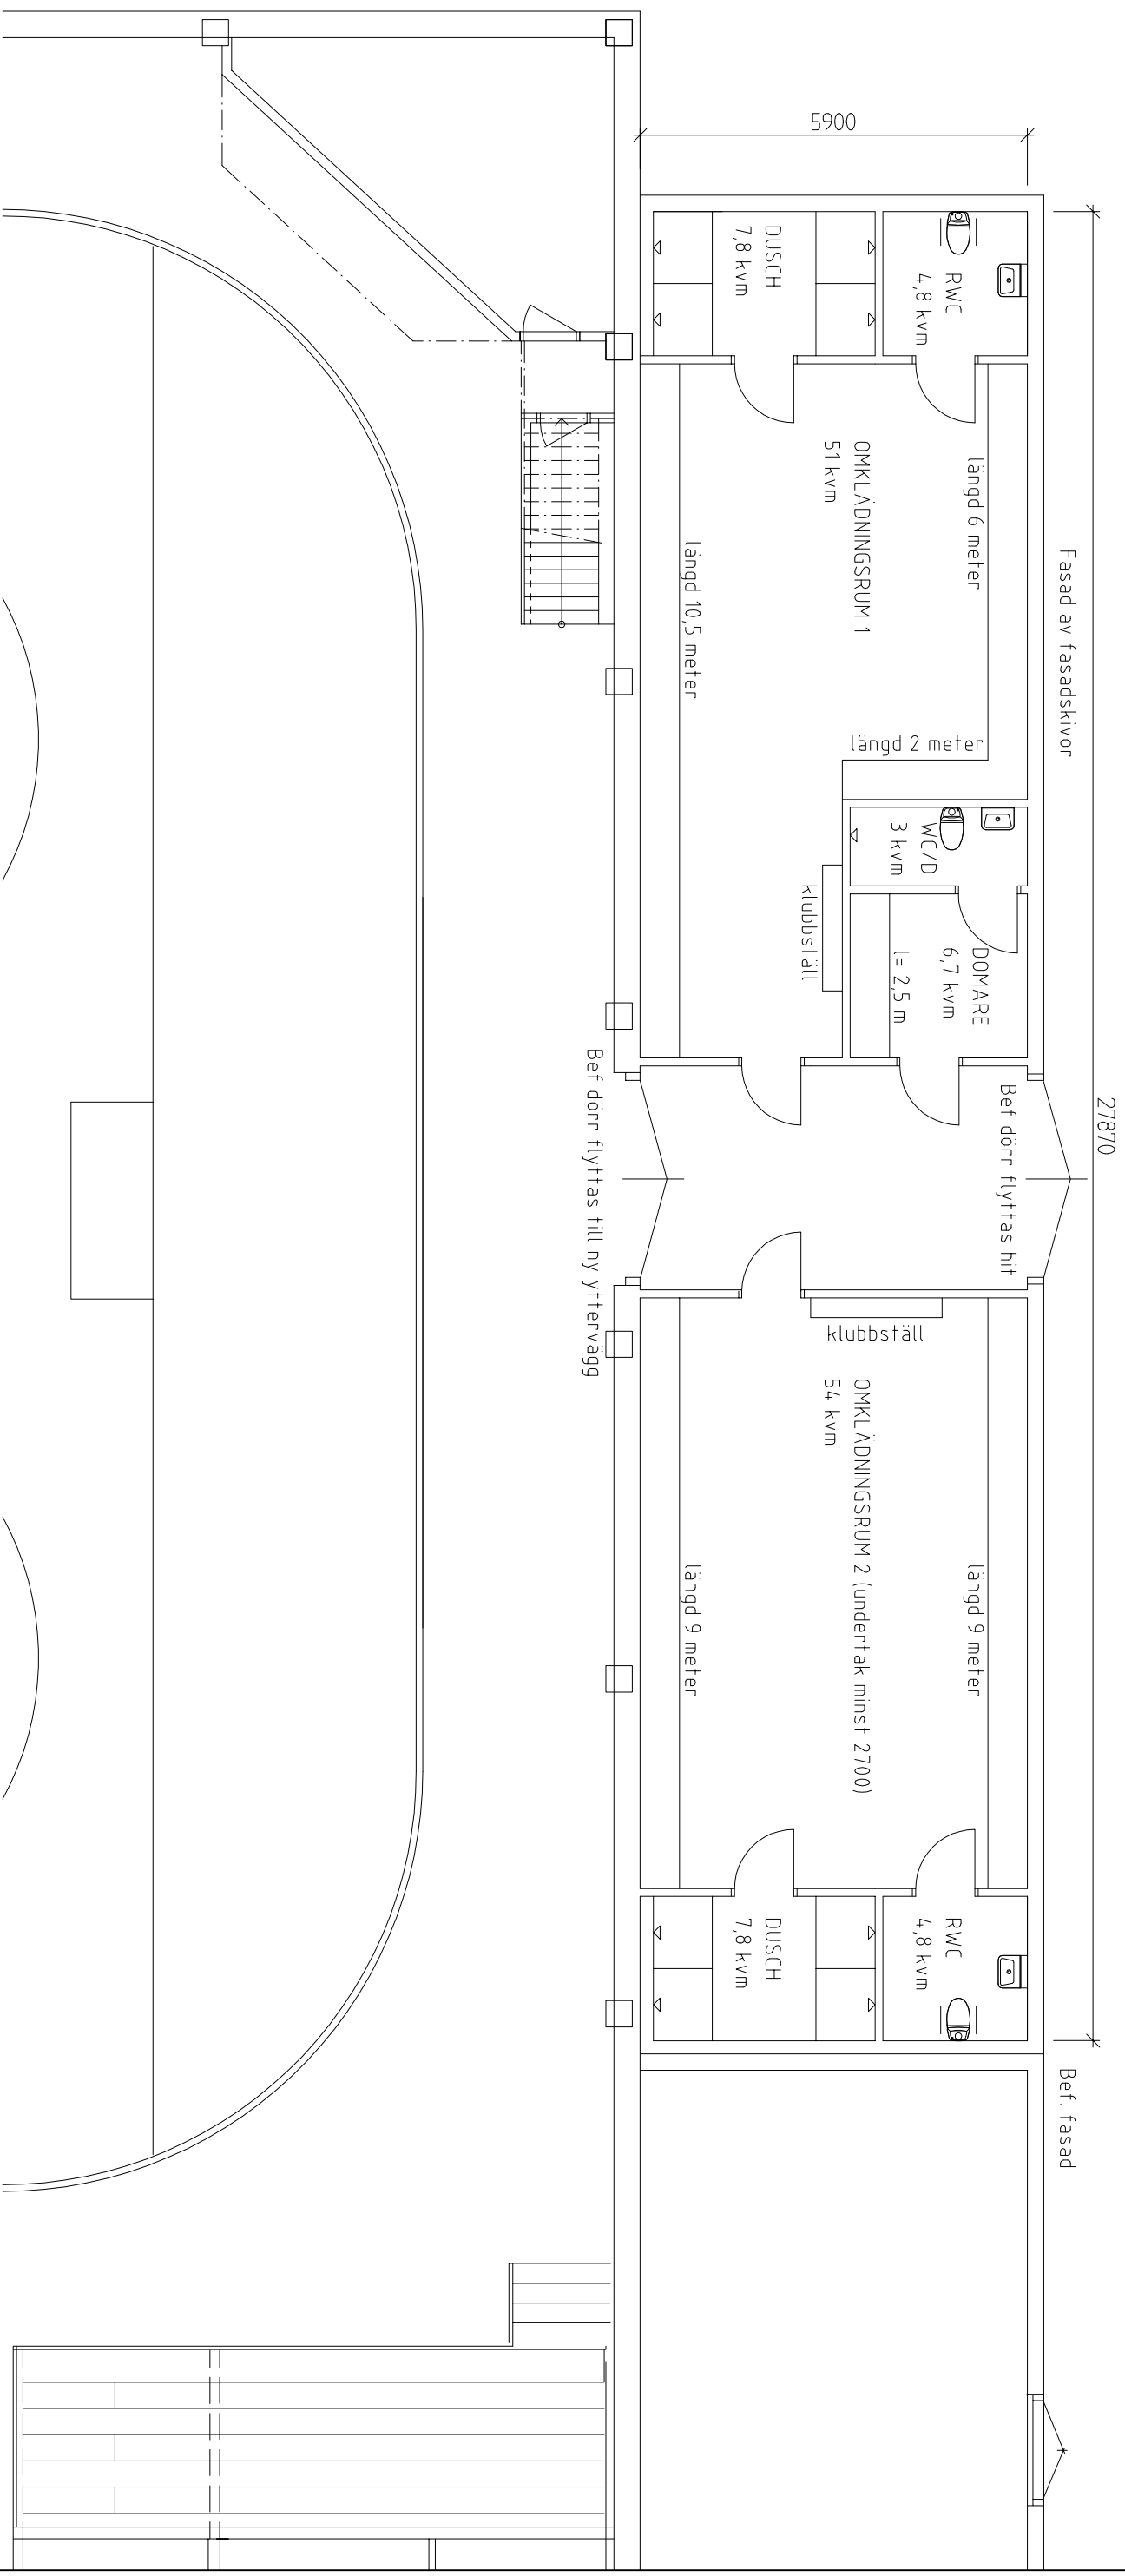 5900
27870
Fasad av fasadskivor
Bef. fasad
RWC
4,8 kvm
DUSCH
7,8 kvm
längd 6 meter
OMKLÄDNINGSRUM 1
51 kvm
längd 10,5 meter
längd 2 meter
WC/D
3 kvm
klubbställ
DOMARE
6,7 kvm
l= 2,5 m
Bef dörr flyttas hit
Bef dörr flyttas till ny yttervägg
klubbställ
OMKLÄDNINGSRUM 2 (undertak minst 2700)
54 kvm
längd 9 meter
längd 9 meter
RWC
4,8 kvm
DUSCH
7,8 kvm